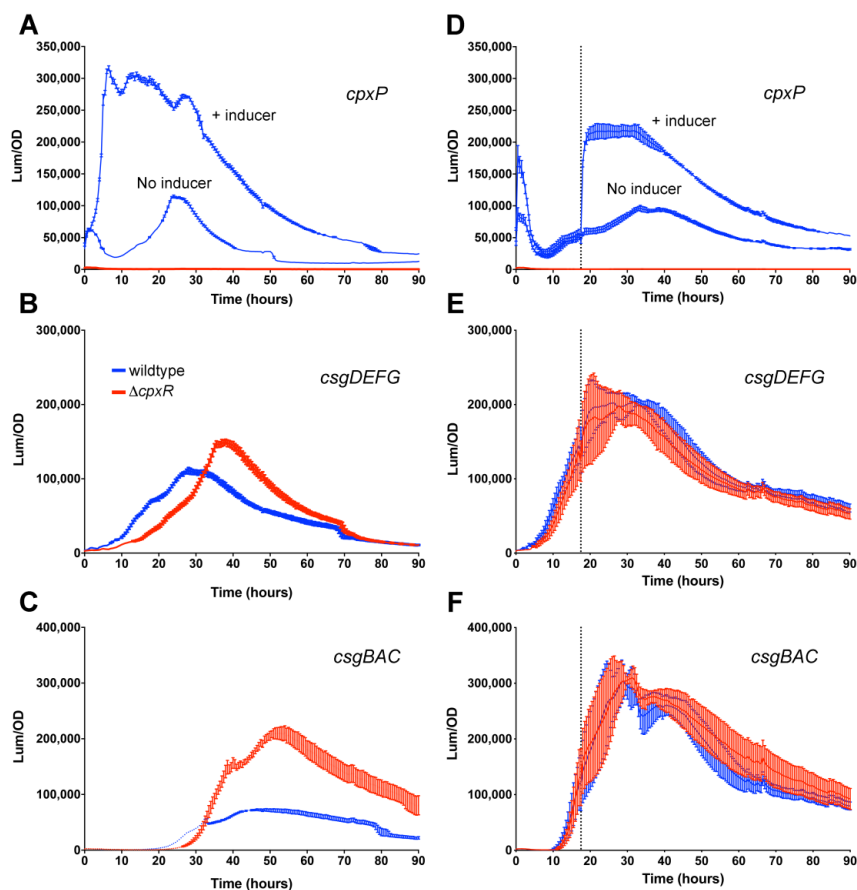 A
350,000
300,000
250,000
200,000
150,000
100,000
50,000
0
Lum/OD
cpxP
+ inducer
No inducer
0 10 20 30 40 50 60 70 80 90
Time (hours)
D
350,000
300,000
250,000
200,000
150,000
100,000
50,000
0
Lum/OD
cpxP
+ inducer
No inducer
0 10 20 30 40 50 60 70 80 90
Time (hours)
B
300,000
200,000
100,000
0
Lum/OD
wildtype
ΔcpxR
csgDEFG
0 10 20 30 40 50 60 70 80 90
Time (hours)
E
300,000
200,000
100,000
0
Lum/OD
csgDEFG
0 10 20 30 40 50 60 70 80 90
Time (hours)
C
400,000
300,000
200,000
100,000
0
Lum/OD
csgBAC
0 10 20 30 40 50 60 70 80 90
Time (hours)
F
400,000
300,000
200,000
100,000
0
Lum/OD
csgBAC
0 10 20 30 40 50 60 70 80 90
Time (hours)